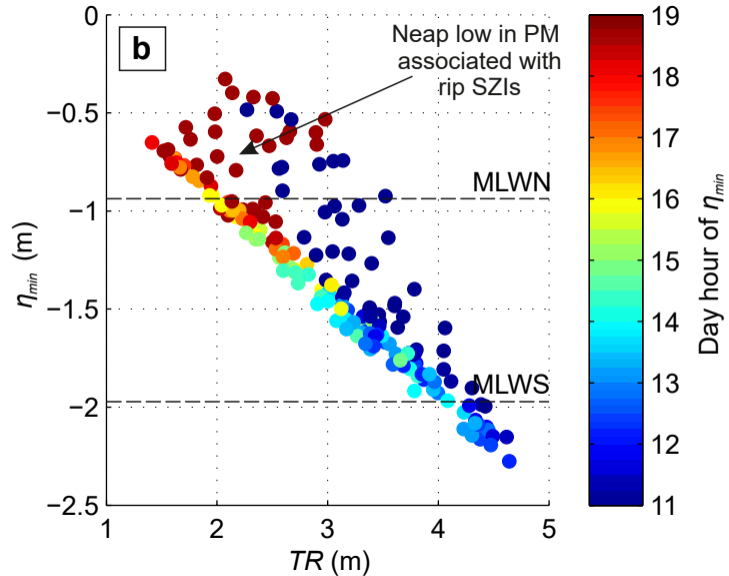 b
Neap low in PM
associated with
rip SZIs
MLWN
MLWS
0
−0.5
−1
−1.5
−2
−2.5
η_min (m)
1
2
3
4
5
TR (m)
19
18
17
16
15
14
13
12
11
Day hour of η_min